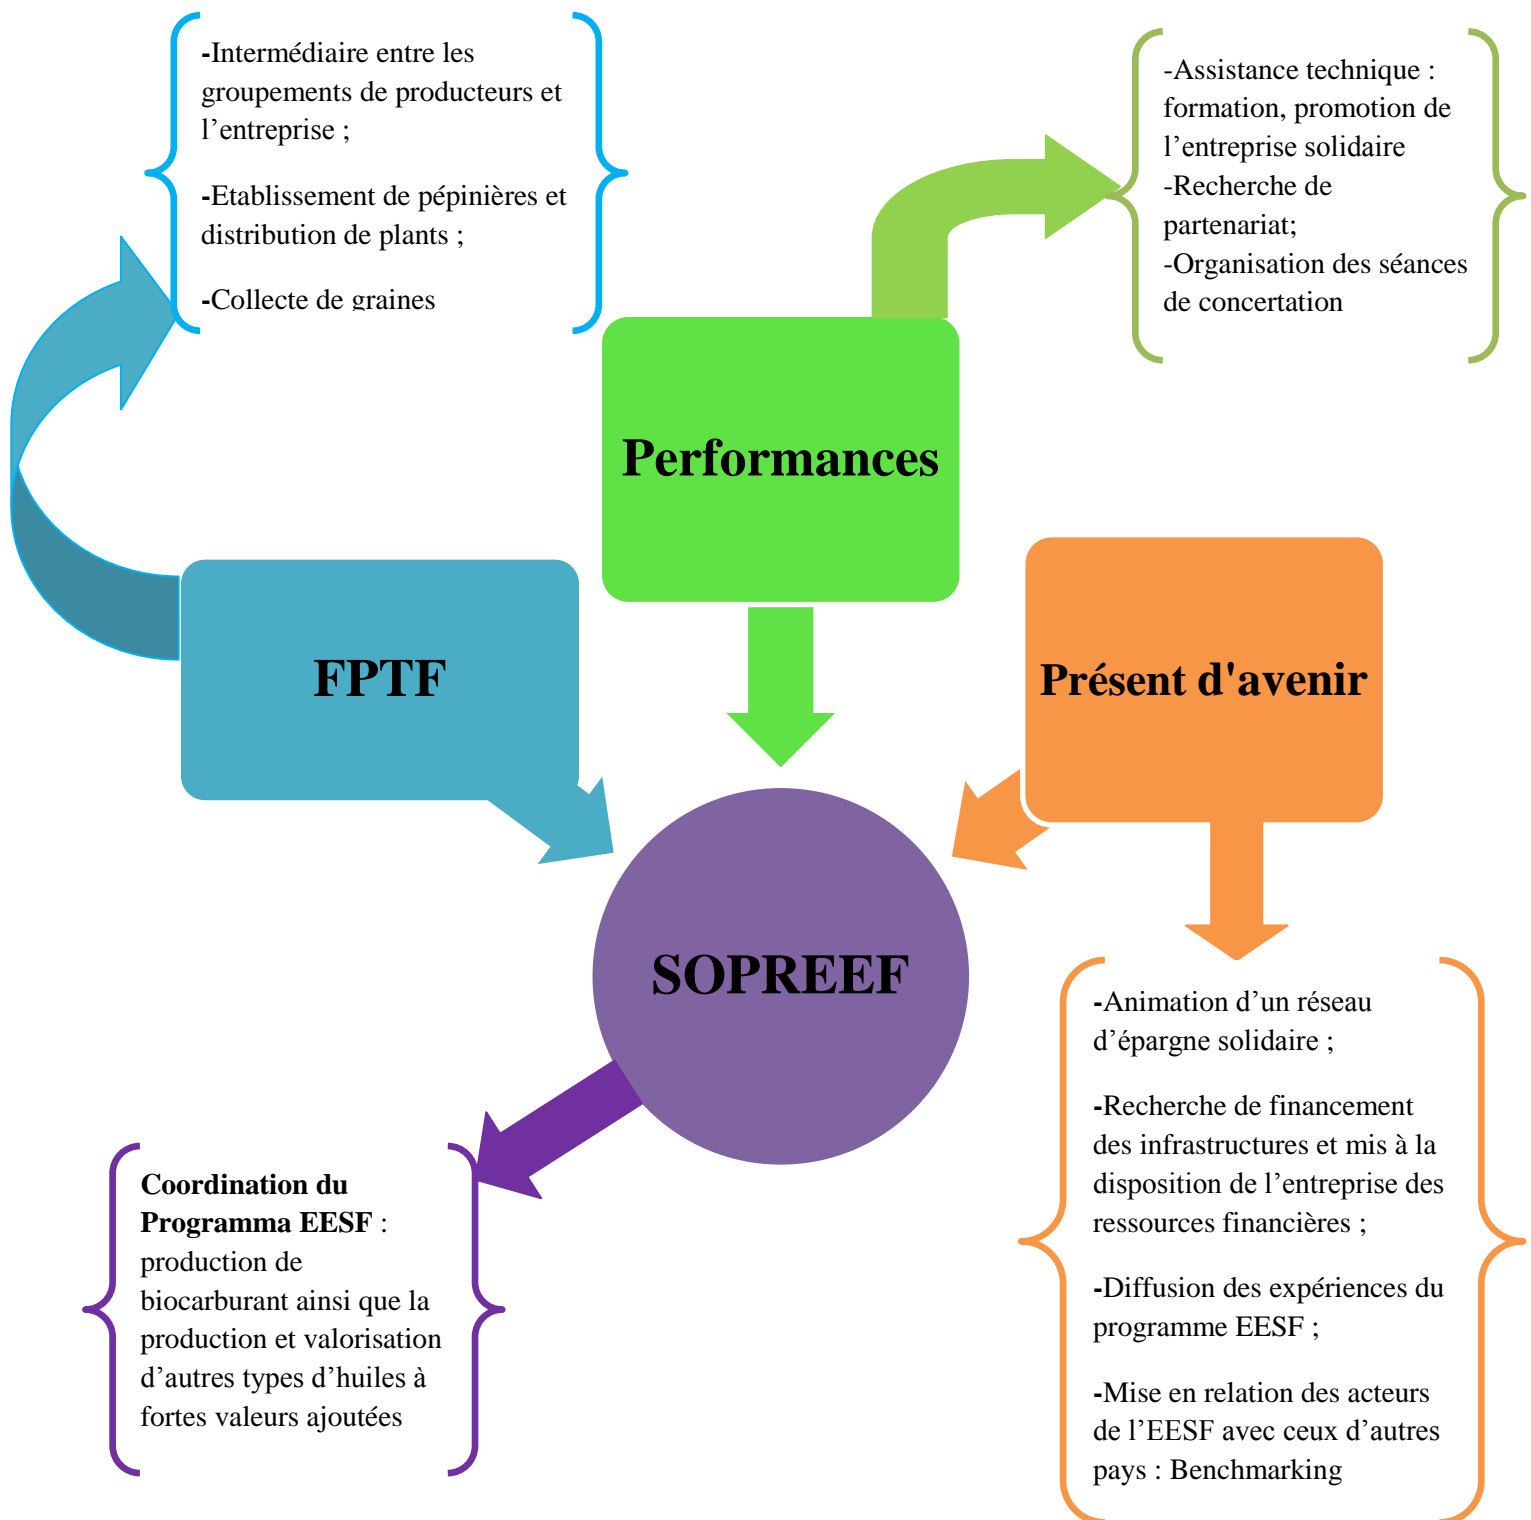 -Intermédiaire entre les
groupements de producteurs et
l’entreprise ;
-Etablissement de pépinières et
distribution de plants ;
-Collecte de graines
-Assistance technique :
formation, promotion de
l’entreprise solidaire
-Recherche de
partenariat;
-Organisation des séances
de concertation
Performances
FPTF
Présent d'avenir
SOPREEF
Coordination du
Programma EESF :
production de
biocarburant ainsi que la
production et valorisation
d’autres types d’huiles à
fortes valeurs ajoutées
-Animation d’un réseau
d’épargne solidaire ;
-Recherche de financement
des infrastructures et mis à la
disposition de l’entreprise des
ressources financières ;
-Diffusion des expériences du
programme EESF ;
-Mise en relation des acteurs
de l’EESF avec ceux d’autres
pays : Benchmarking